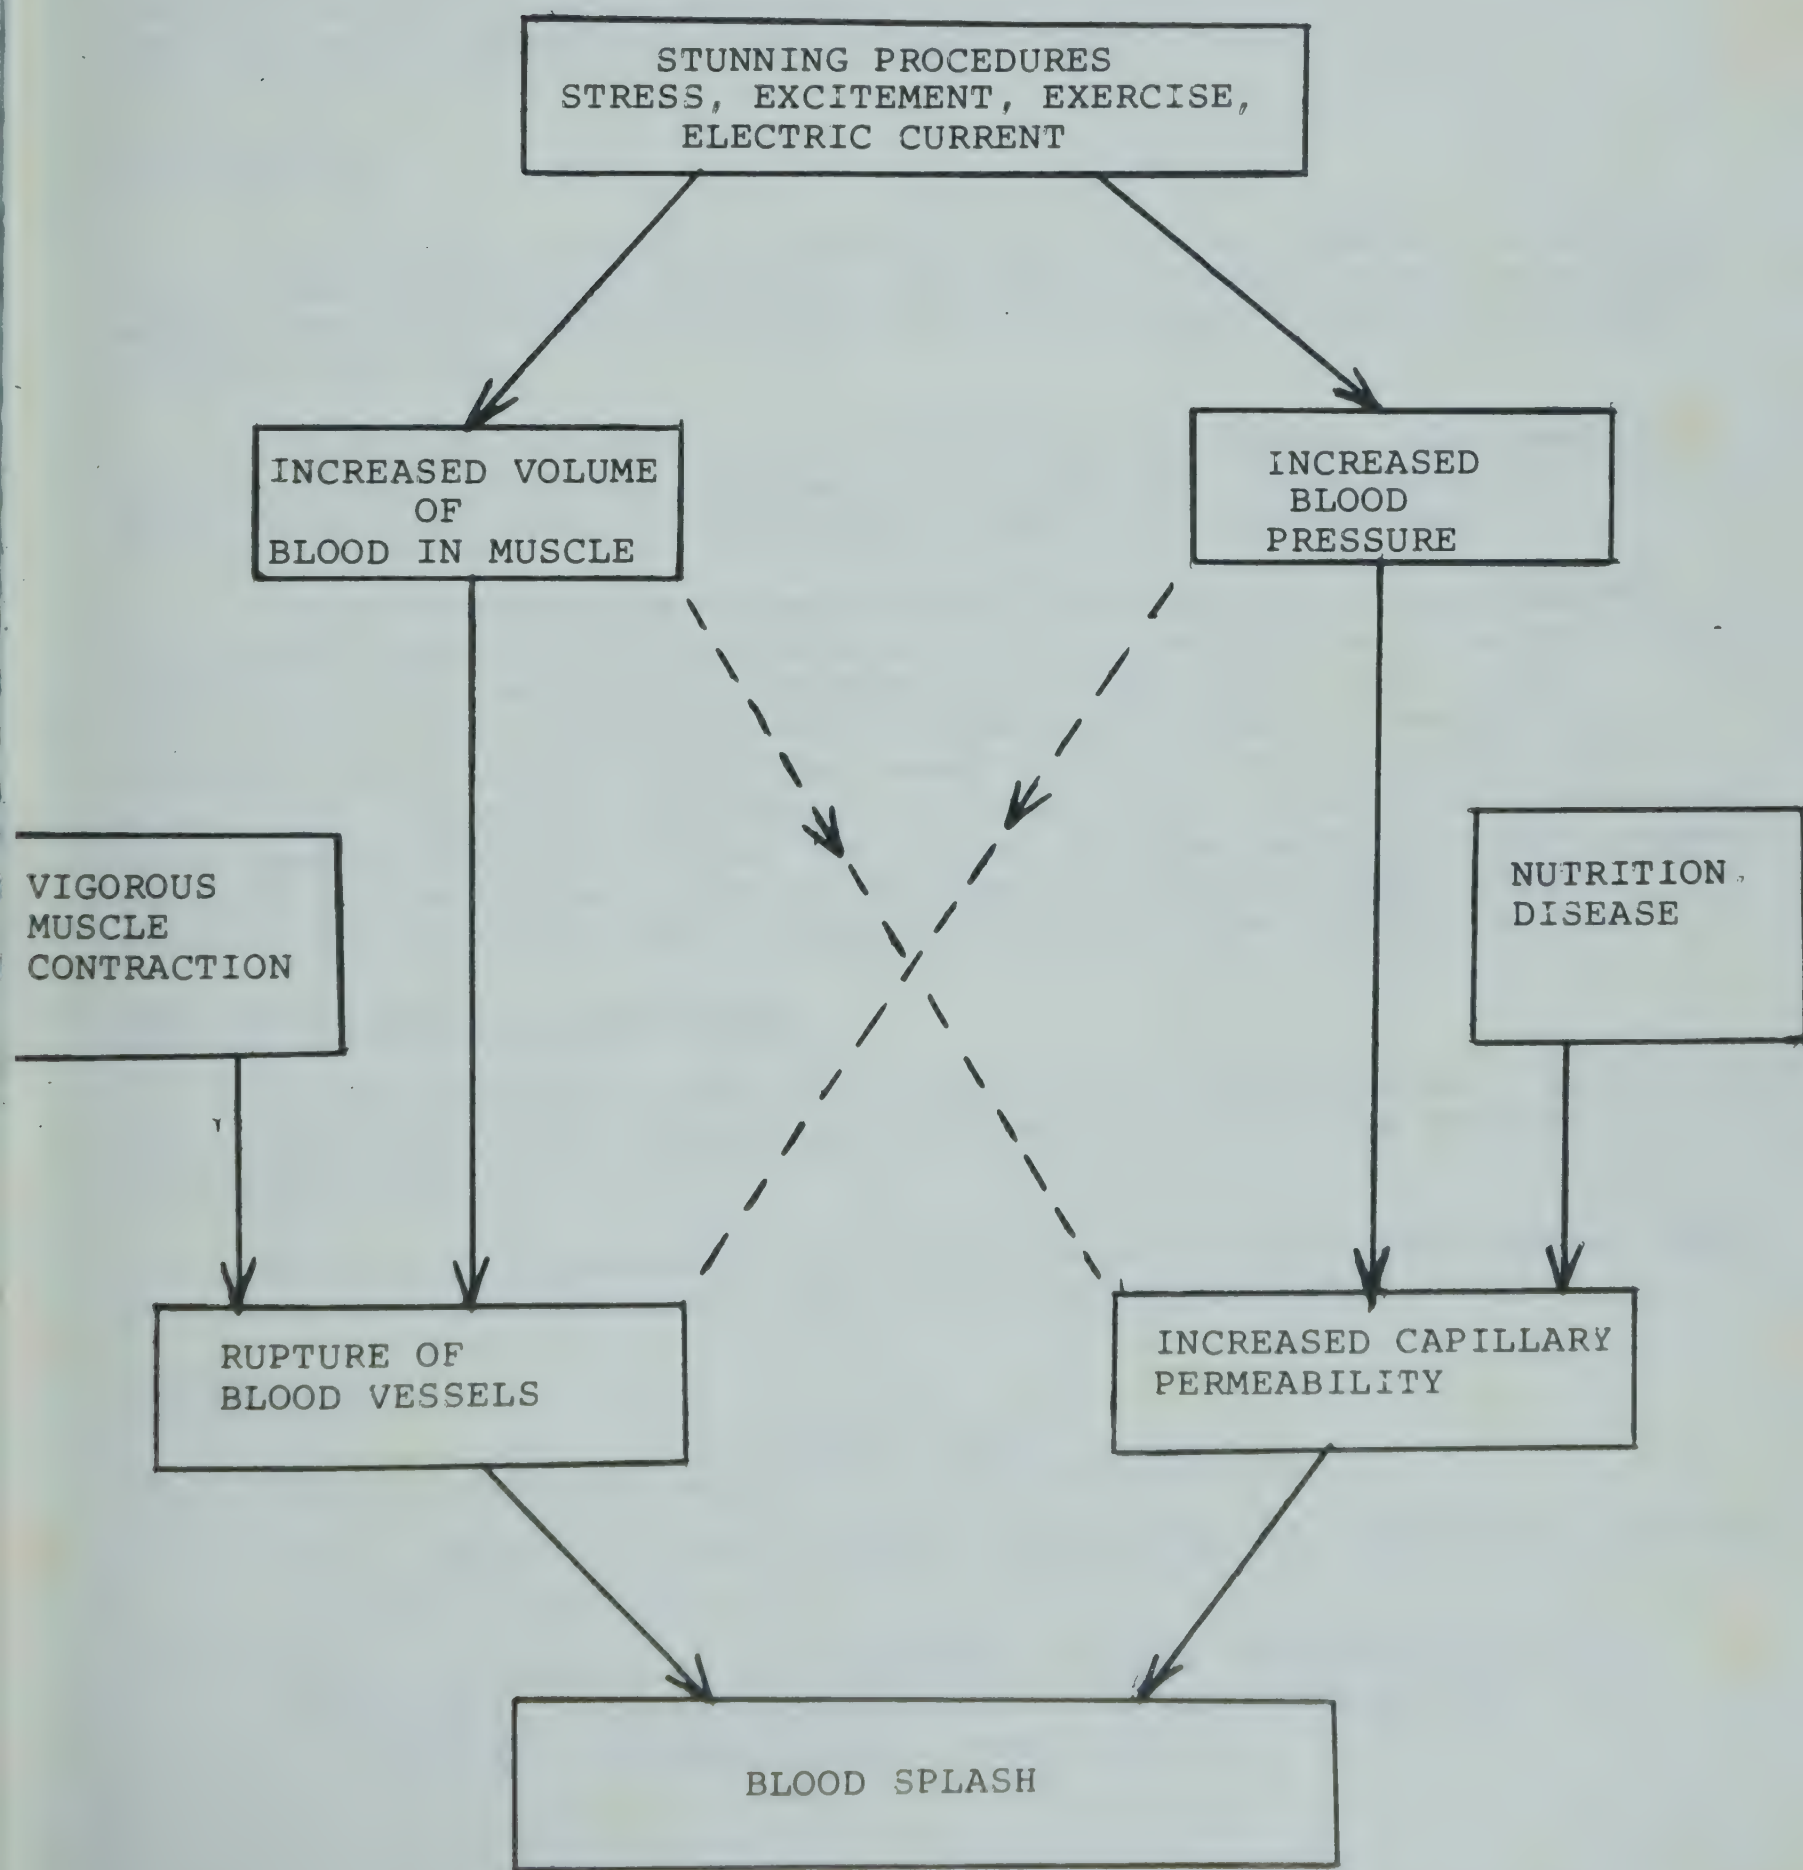 STUNNING PROCEDURES
STRESS, EXCITEMENT, EXERCISE,
ELECTRIC CURRENT
INCREASED VOLUME
OF
BLOOD IN MUSCLE
INCREASED
BLOOD
PRESSURE
VIGOROUS
MUSCLE
CONTRACTION
NUTRITION,
DISEASE
RUPTURE OF
BLOOD VESSELS
INCREASED CAPILLARY
PERMEABILITY
BLOOD SPLASH